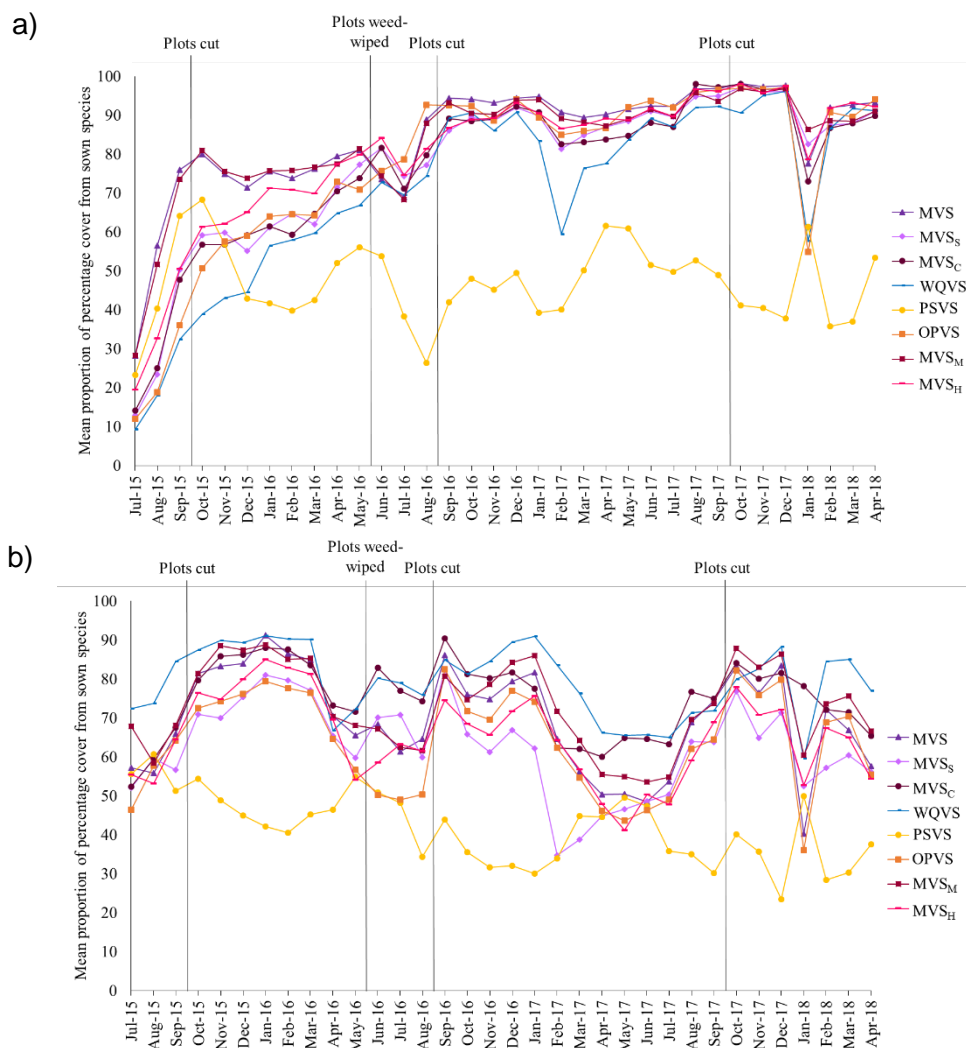 a)
Plots cut
Plots weed-
wiped
Plots cut
Plots cut
Mean proportion of percentage cover from sown species
100
90
80
70
60
50
40
30
20
10
0
Jul-15
Aug-15
Sep-15
Oct-15
Nov-15
Dec-15
Jan-16
Feb-16
Mar-16
Apr-16
May-16
Jun-16
Jul-16
Aug-16
Sep-16
Oct-16
Nov-16
Dec-16
Jan-17
Feb-17
Mar-17
Apr-17
May-17
Jun-17
Jul-17
Aug-17
Sep-17
Oct-17
Nov-17
Dec-17
Jan-18
Feb-18
Mar-18
Apr-18
MVS
MVSS
MVSC
WQVS
PSVS
OPVS
MVSM
MVSH
b)
Plots cut
Plots weed-
wiped
Plots cut
Plots cut
Mean proportion of percentage cover from sown species
100
90
80
70
60
50
40
30
20
10
0
Jul-15
Aug-15
Sep-15
Oct-15
Nov-15
Dec-15
Jan-16
Feb-16
Mar-16
Apr-16
May-16
Jun-16
Jul-16
Aug-16
Sep-16
Oct-16
Nov-16
Dec-16
Jan-17
Feb-17
Mar-17
Apr-17
May-17
Jun-17
Jul-17
Aug-17
Sep-17
Oct-17
Nov-17
Dec-17
Jan-18
Feb-18
Mar-18
Apr-18
MVS
MVSS
MVSC
WQVS
PSVS
OPVS
MVSM
MVSH